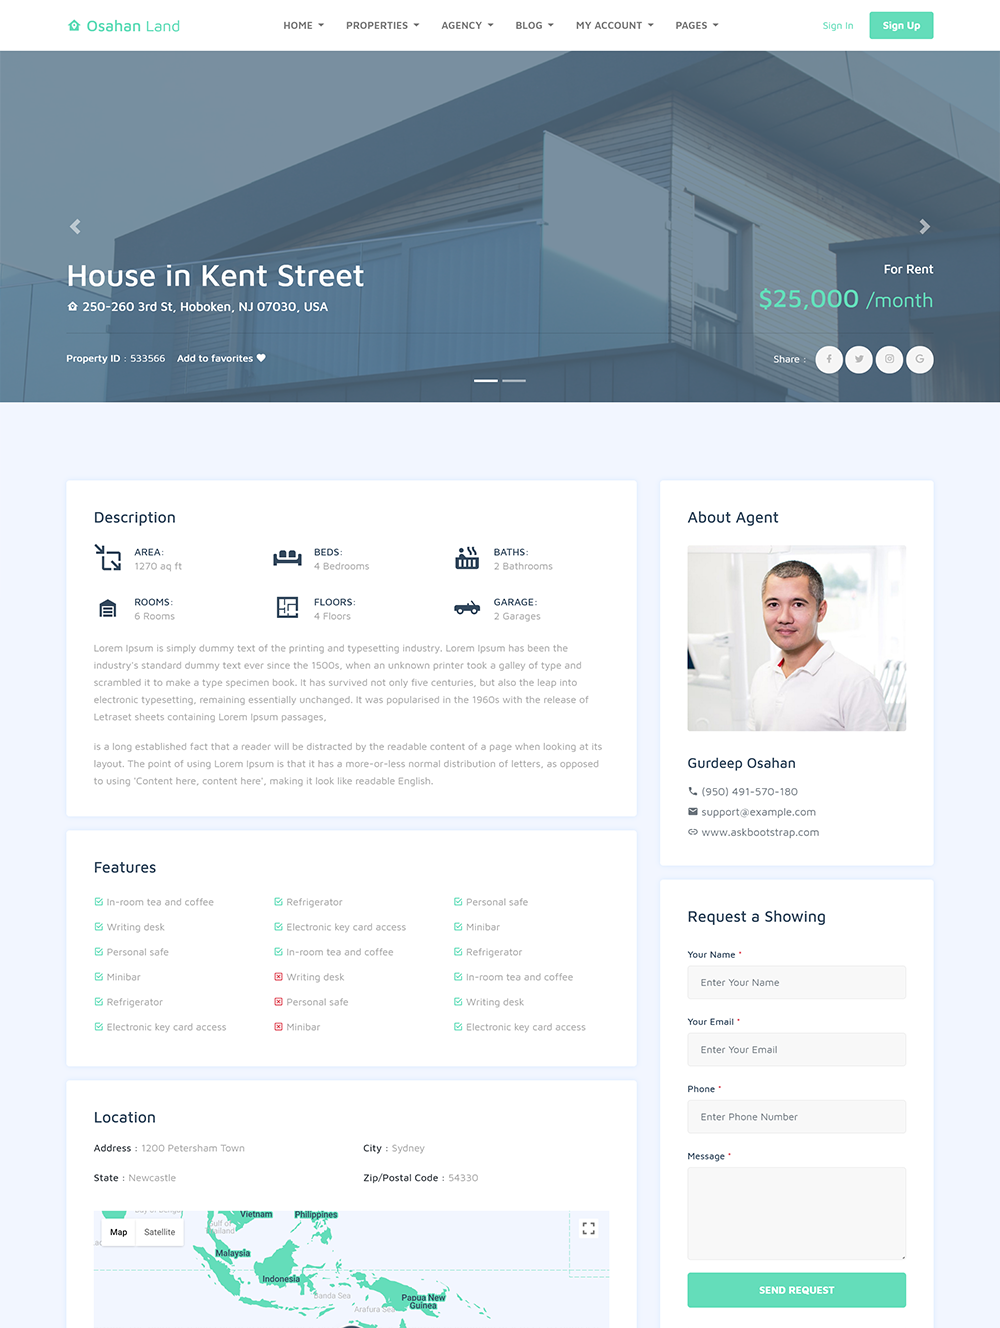 Osahan Land
HOME
PROPERTIES
AGENCY
BLOG
MY ACCOUNT
PAGES
Sign In
Sign Up
House in Kent Street
250-260 3rd St, Hoboken, NJ 07030, USA
For Rent
$25,000 /month
Property ID : 533566
Add to favorites
Share :
Description
AREA:
1270 aq ft
BEDS:
4 Bedrooms
BATHS:
2 Bathrooms
ROOMS:
6 Rooms
FLOORS:
4 Floors
GARAGE:
2 Garages
Lorem Ipsum is simply dummy text of the printing and typesetting industry. Lorem Ipsum has been the
industry's standard dummy text ever since the 1500s, when an unknown printer took a galley of type and
scrambled it to make a type specimen book. It has survived not only five centuries, but also the leap into
electronic typesetting, remaining essentially unchanged. It was popularised in the 1960s with the release of
Letraset sheets containing Lorem Ipsum passages,
is a long established fact that a reader will be distracted by the readable content of a page when looking at its
layout. The point of using Lorem Ipsum is that it has a more-or-less normal distribution of letters, as opposed
to using 'Content here, content here', making it look like readable English.
Features
In-room tea and coffee
Refrigerator
Personal safe
Writing desk
Electronic key card access
Minibar
Personal safe
In-room tea and coffee
Refrigerator
Minibar
Writing desk
In-room tea and coffee
Refrigerator
Personal safe
Writing desk
Electronic key card access
Minibar
Electronic key card access
Location
Address : 1200 Petersham Town
City : Sydney
State : Newcastle
Zip/Postal Code : 54330
Map
Satellite
Gulf of
Thailand
Vietnam
Philippines
Malaysia
Indonesia
Banda Sea
Arafura Sea
Papua New
Guinea
About Agent
Gurdeep Osahan
(950) 491-570-180
support@example.com
www.askbootstrap.com
Request a Showing
Your Name *
Enter Your Name
Your Email *
Enter Your Email
Phone *
Enter Phone Number
Message *
SEND REQUEST